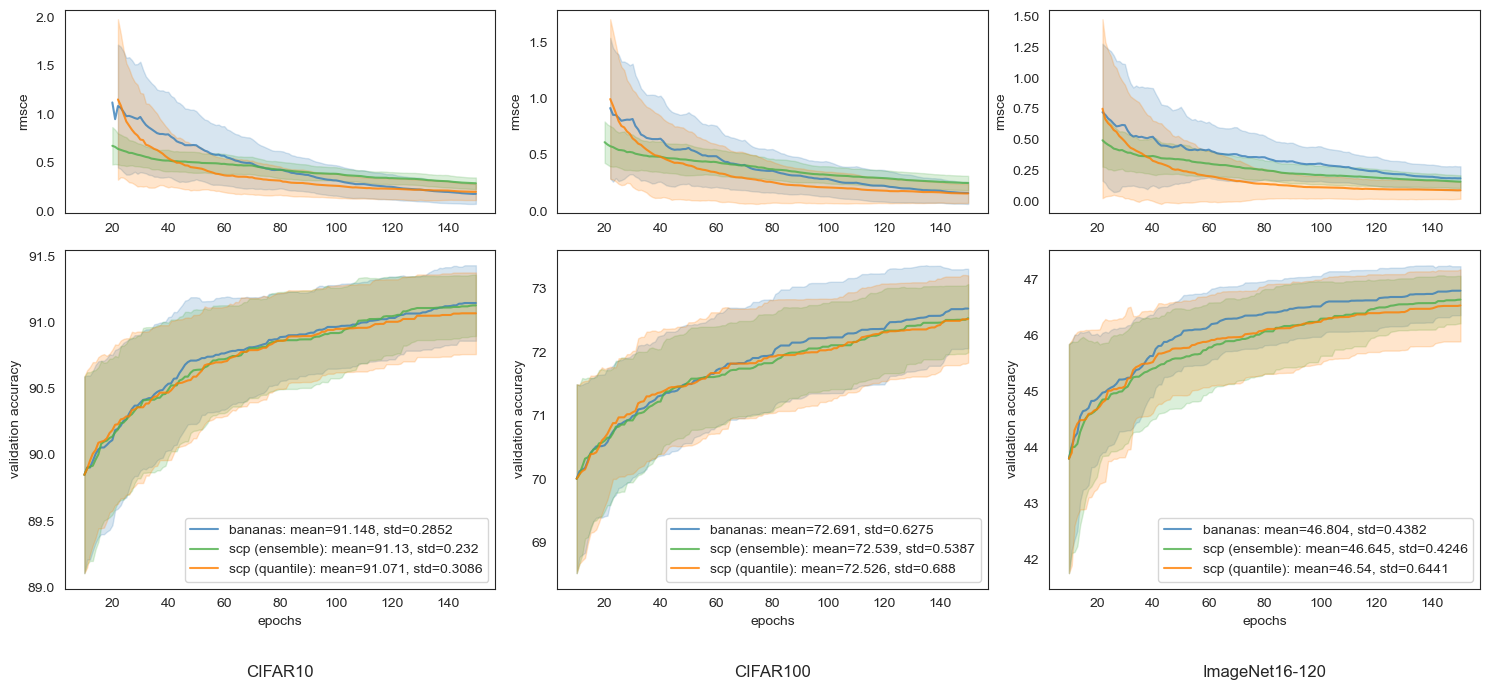 rmsce
2.0
1.5
1.0
0.5
0.0
20 40 60 80 100 120 140
rmsce
1.5
1.0
0.5
0.0
20 40 60 80 100 120 140
rmsce
1.50
1.25
1.00
0.75
0.50
0.25
0.00
20 40 60 80 100 120 140
validation accuracy
91.5
91.0
90.5
90.0
89.5
89.0
bananas: mean=91.148, std=0.2852
scp (ensemble): mean=91.13, std=0.232
scp (quantile): mean=91.071, std=0.3086
20 40 60 80 100 120 140
epochs
validation accuracy
73
72
71
70
69
bananas: mean=72.691, std=0.6275
scp (ensemble): mean=72.539, std=0.5387
scp (quantile): mean=72.526, std=0.688
20 40 60 80 100 120 140
epochs
validation accuracy
47
46
45
44
43
42
bananas: mean=46.804, std=0.4382
scp (ensemble): mean=46.645, std=0.4246
scp (quantile): mean=46.54, std=0.6441
20 40 60 80 100 120 140
epochs
CIFAR10
CIFAR100
ImageNet16-120